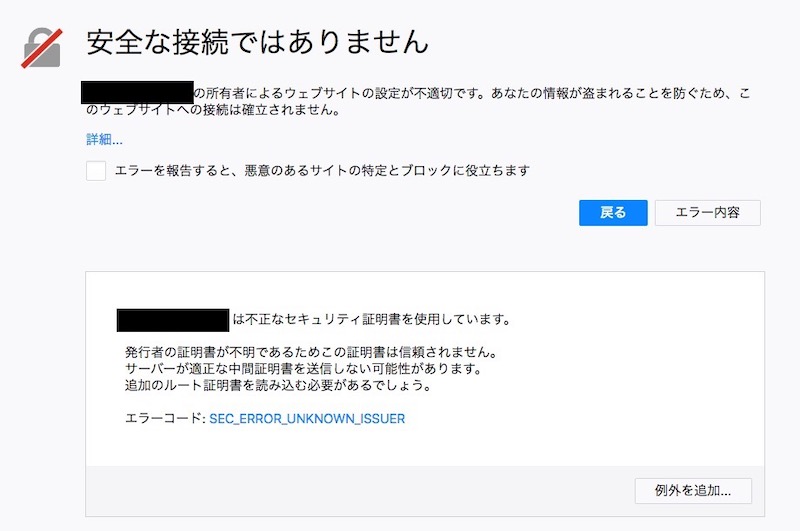 安全な接続ではありません
の所有者によるウェブサイトの設定が不適切です。あなたの情報が盗まれることを防ぐため、こ
のウェブサイトへの接続は確立されません。
詳細...
エラーを報告すると、悪意のあるサイトの特定とブロックに役立ちます
戻る
エラー内容
は不正なセキュリティ証明書を使用しています。
発行者の証明書が不明であるためこの証明書は信頼されません。
サーバーが適正な中間証明書を送信しない可能性があります。
追加のルート証明書を読み込む必要があるでしょう。
エラーコード: SEC_ERROR_UNKNOWN_ISSUER
例外を追加...